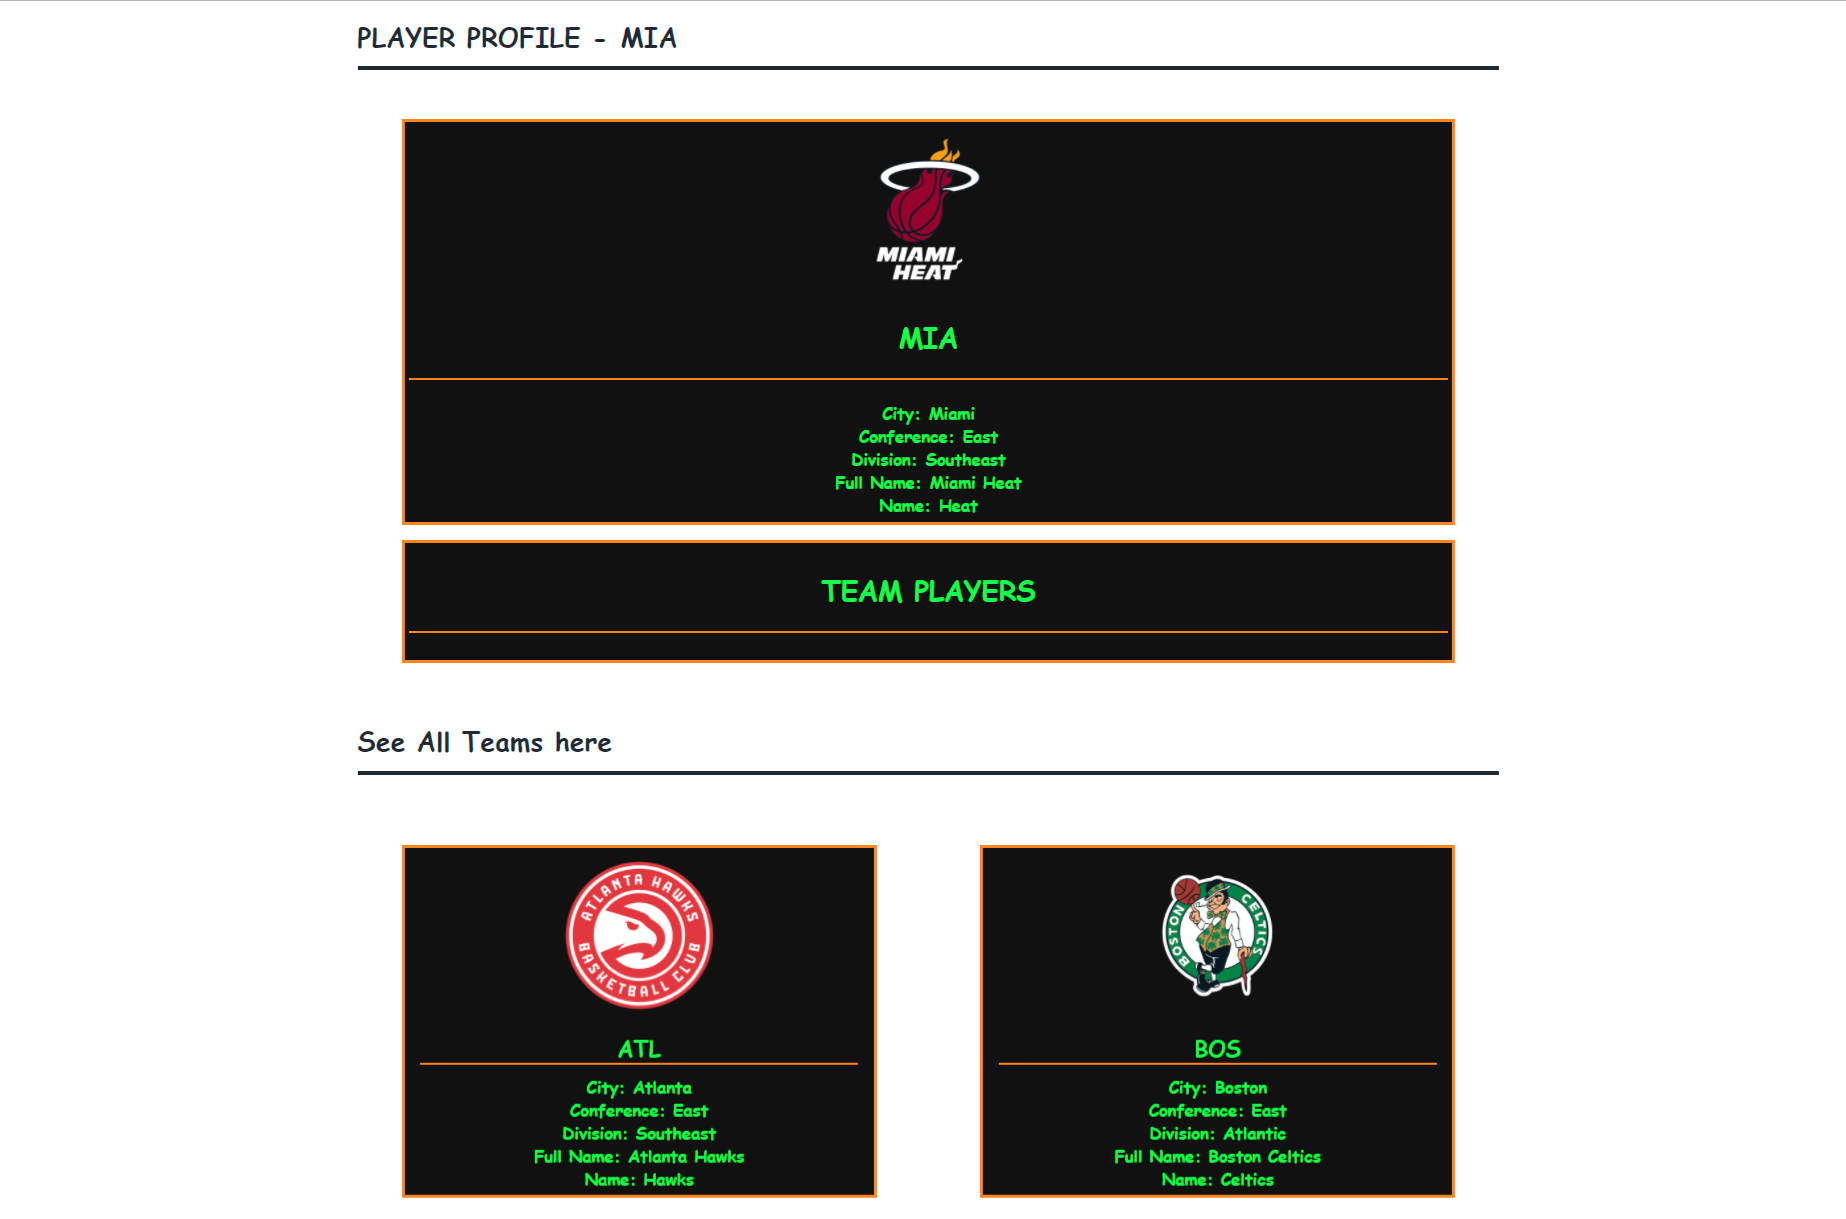 PLAYER PROFILE - MIA
MIAMI
HEAT
MIA
City: Miami
Conference: East
Division: Southeast
Full Name: Miami Heat
Name: Heat
TEAM PLAYERS
See All Teams here
ATLANTA HAWKS
BASKETBALL CLUB
ATL
City: Atlanta
Conference: East
Division: Southeast
Full Name: Atlanta Hawks
Name: Hawks
BOSTON CELTICS
BOS
City: Boston
Conference: East
Division: Atlantic
Full Name: Boston Celtics
Name: Celtics